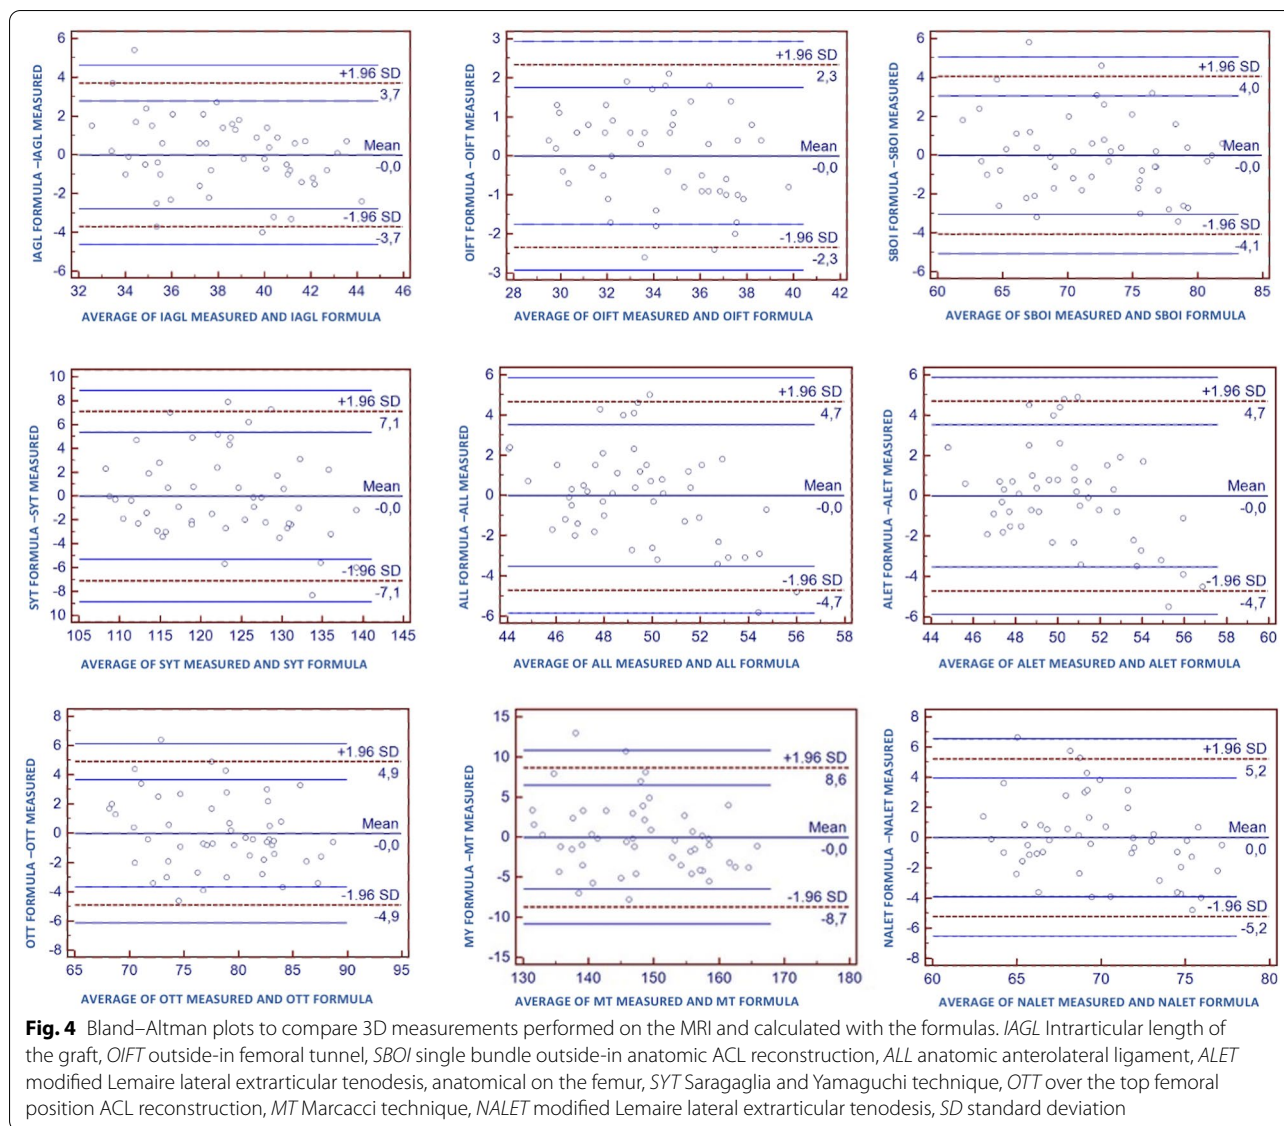 6
4
2
0
-2
-4
-6
IAGL FORMULA –IAGL MEASURED
+1.96 SD
3,7
Mean
-0,0
-1.96 SD
-3,7
32 34 36 38 40 42 44 46
AVERAGE OF IAGL MEASURED AND IAGL FORMULA
3
2
1
0
-1
-2
-3
OIFT FORMULA –OIFT MEASURED
+1.96 SD
2,3
Mean
-0,0
-1.96 SD
-2,3
28 30 32 34 36 38 40 42
AVERAGE OF OIFT MEASURED AND OIFT FORMULA
6
4
2
0
-2
-4
-6
SBOI FORMULA –SBOI MEASURED
+1.96 SD
4,0
Mean
-0,0
-1.96 SD
-4,1
60 65 70 75 80 85
AVERAGE OF SBOI MEASURED AND SBOI FORMULA
10
8
6
4
2
0
-2
-4
-6
-8
10
SYT FORMULA –SYT MEASURED
+1.96 SD
7,1
Mean
-0,0
-1.96 SD
-7,1
105 110 115 120 125 130 135 140 145
AVERAGE OF SYT MEASURED AND SYT FORMULA
6
4
2
0
-2
-4
-6
ALL FORMULA –ALL MEASURED
+1.96 SD
4,7
Mean
-0,0
-1.96 SD
-4,7
44 46 48 50 52 54 56 58
AVERAGE OF ALL MEASURED AND ALL FORMULA
6
4
2
0
-2
-4
-6
ALET FORMULA –ALET MEASURED
+1.96 SD
4,7
Mean
-0,0
-1.96 SD
-4,7
44 46 48 50 52 54 56 58 60
AVERAGE OF ALET MEASURED AND ALET FORMULA
8
6
4
2
0
-2
-4
-6
-8
OTT FORMULA –OTT MEASURED
+1.96 SD
4,9
Mean
-0,0
-1.96 SD
-4,9
65 70 75 80 85 90 95
AVERAGE OF OTT MEASURED AND OTT FORMULA
15
10
5
0
-5
-10
-15
MY FORMULA –MT MEASURED
+1.96 SD
8,6
Mean
-0,0
-1.96 SD
-8,7
130 140 150 160 170 180
AVERAGE OF MT MEASURED AND MT FORMULA
8
6
4
2
0
-2
-4
-6
-8
NALET FORMULA –NALET MEASURED
+1.96 SD
5,2
Mean
0,0
-1.96 SD
-5,2
60 65 70 75 80
AVERAGE OF NALET MEASURED AND NALET FORMULA
Fig. 4 Bland–Altman plots to compare 3D measurements performed on the MRI and calculated with the formulas. IAGL Intrarticular length of
the graft, OIFT outside-in femoral tunnel, SBOI single bundle outside-in anatomic ACL reconstruction, ALL anatomic anterolateral ligament, ALET
modified Lemaire lateral extrarticular tenodesis, anatomical on the femur, SYT Saragaglia and Yamaguchi technique, OTT over the top femoral
position ACL reconstruction, MT Marcacci technique, NALET modified Lemaire lateral extrarticular tenodesis, SD standard deviation